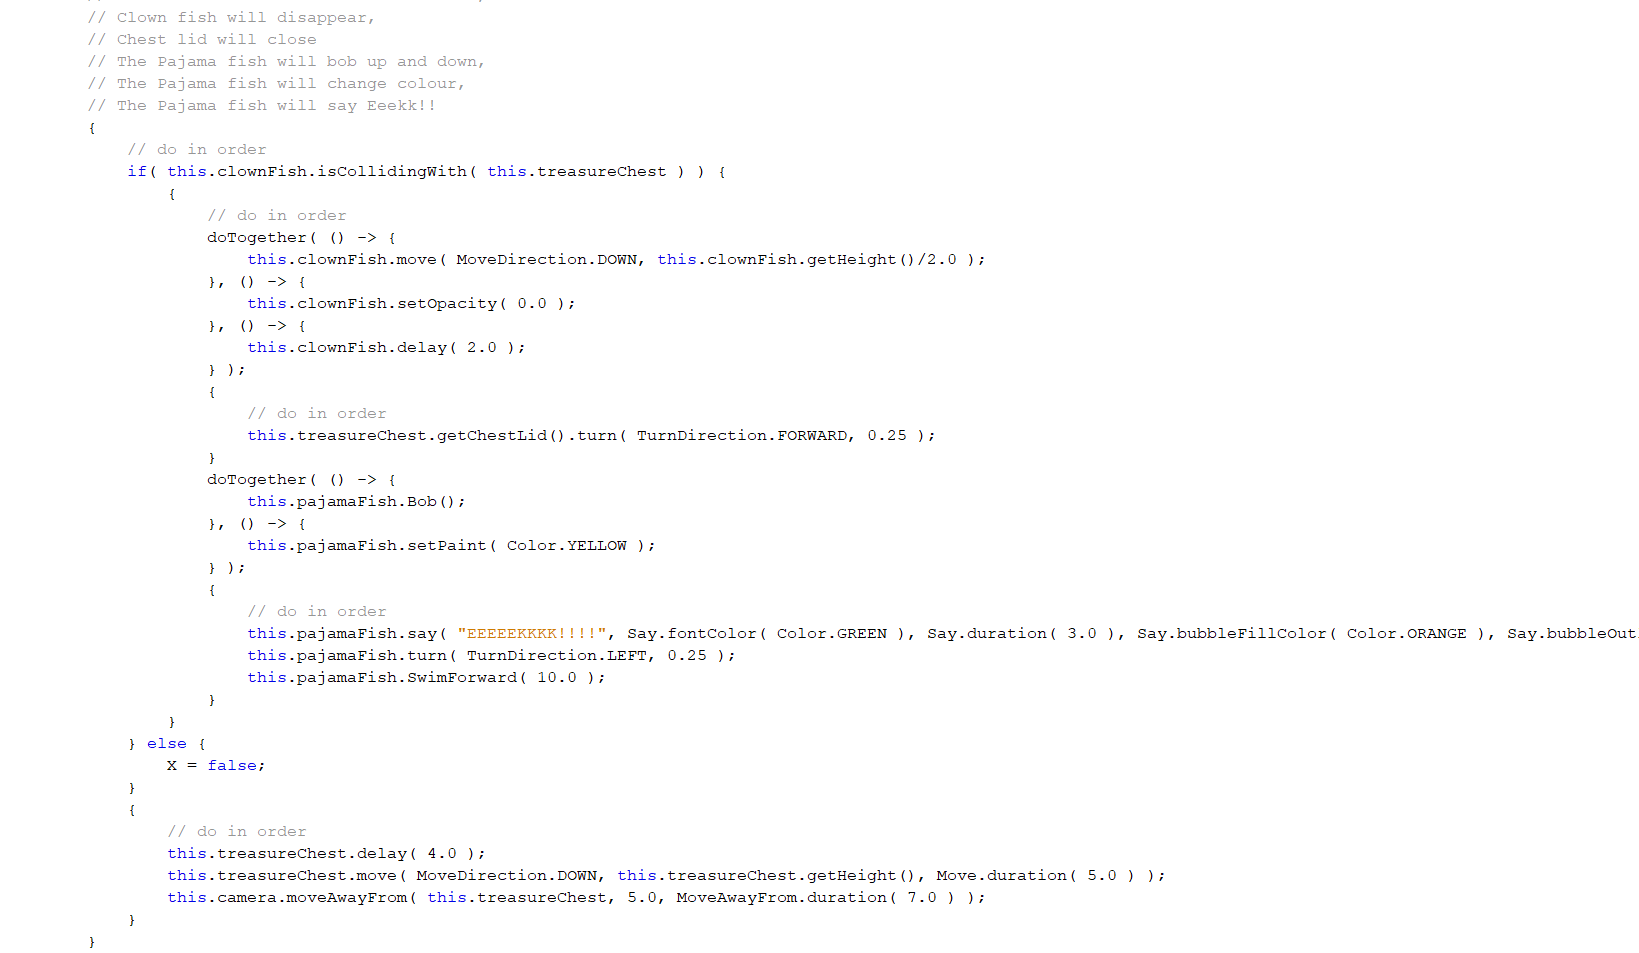 // Clown fish will disappear,
// Chest lid will close
// The Pajama fish will bob up and down,
// The Pajama fish will change colour,
// The Pajama fish will say Eeekk!!
{
// do in order
if( this.clownFish.isCollidingWith( this.treasureChest ) ) {
{
// do in order
doTogether( () -> {
this.clownFish.move( MoveDirection.DOWN, this.clownFish.getHeight()/2.0 );
}, () -> {
this.clownFish.setOpacity( 0.0 );
}, () -> {
this.clownFish.delay( 2.0 );
} );
{
// do in order
this.treasureChest.getChestLid().turn( TurnDirection.FORWARD, 0.25 );
}
doTogether( () -> {
this.pajamaFish.Bob();
}, () -> {
this.pajamaFish.setPaint( Color.YELLOW );
} );
{
// do in order
this.pajamaFish.say( "EEEEEKKKK!!!!", Say.fontColor( Color.GREEN ), Say.duration( 3.0 ), Say.bubbleFillColor( Color.ORANGE ), Say.bubbleOut
this.pajamaFish.turn( TurnDirection.LEFT, 0.25 );
this.pajamaFish.SwimForward( 10.0 );
}
}
} else {
X = false;
}
{
// do in order
this.treasureChest.delay( 4.0 );
this.treasureChest.move( MoveDirection.DOWN, this.treasureChest.getHeight(), Move.duration( 5.0 ) );
this.camera.moveAwayFrom( this.treasureChest, 5.0, MoveAwayFrom.duration( 7.0 ) );
}
}